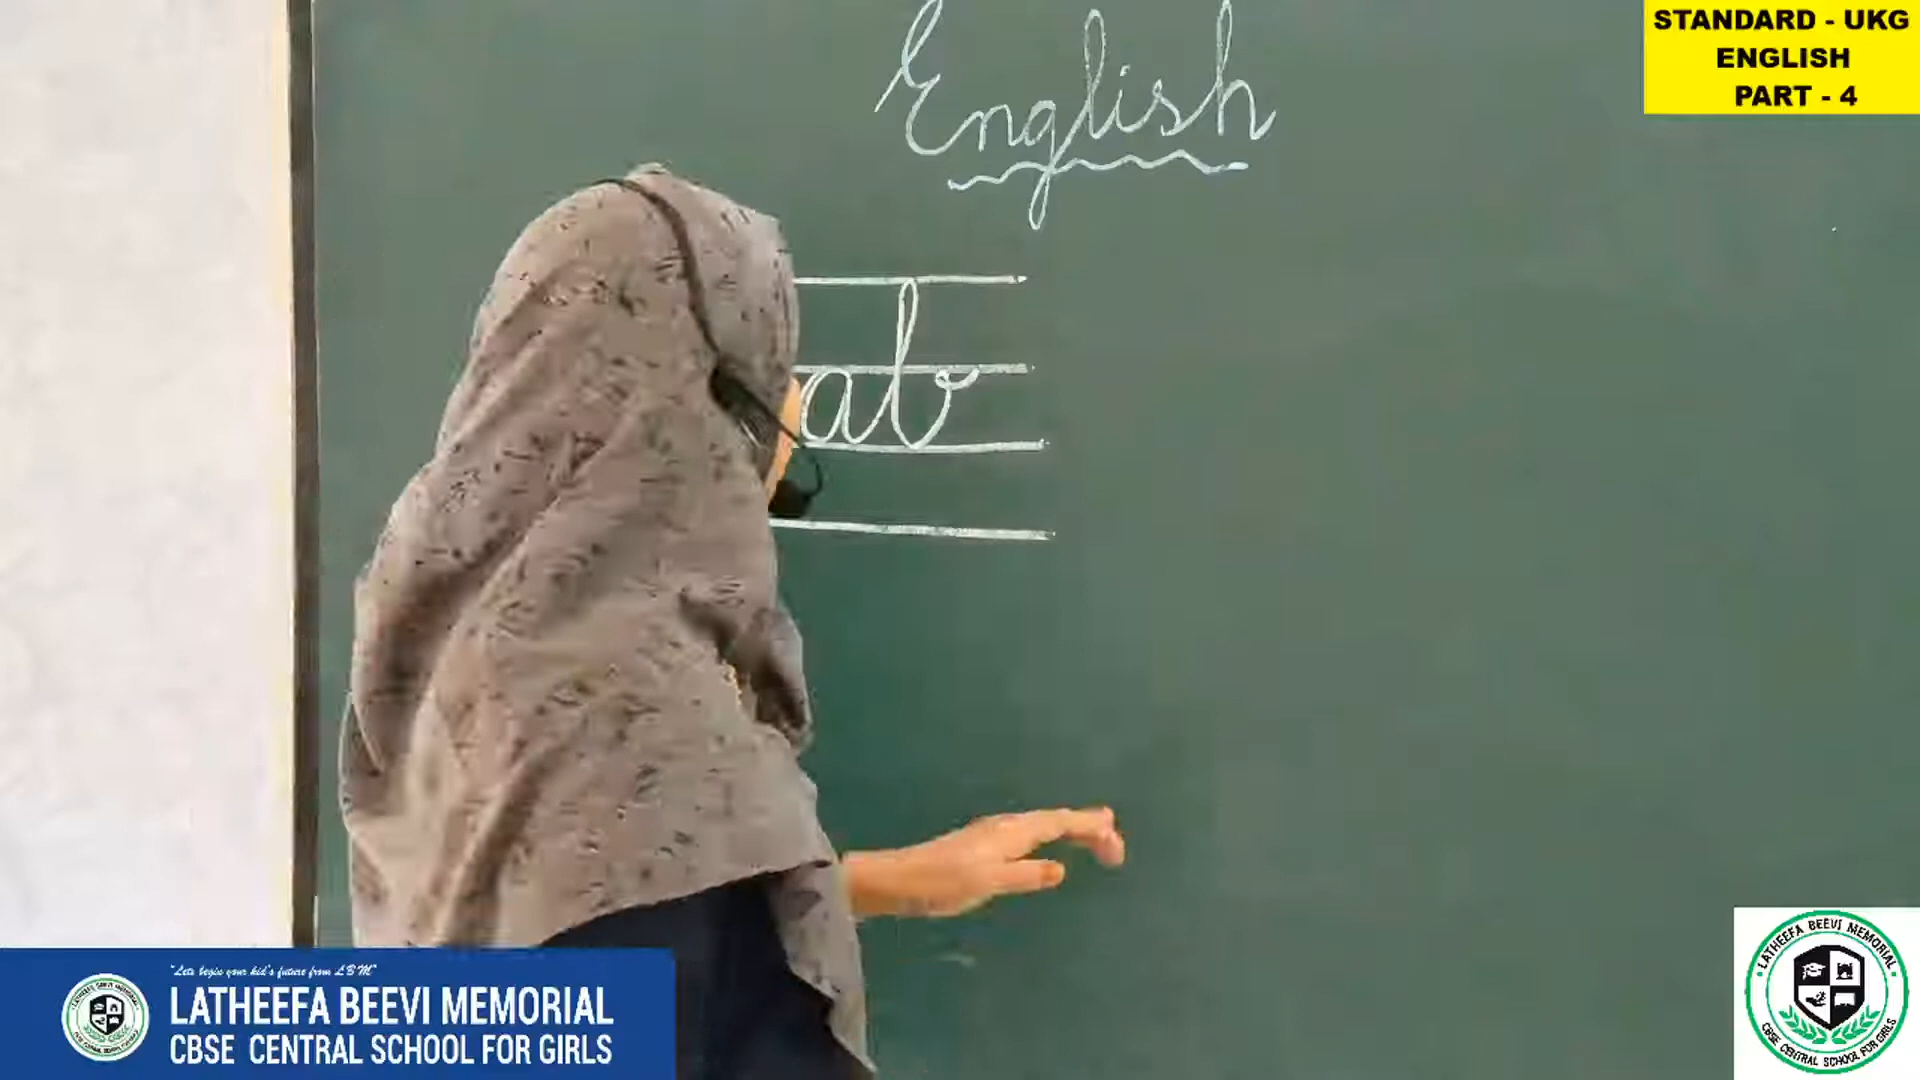 STANDARD - UKG
ENGLISH
PART - 4
English
ab
"Lets begin your kid's future from LBM"
LATHEEFA BEEVI MEMORIAL
CBSE CENTRAL SCHOOL FOR GIRLS
LATHEEFA BEEVI MEMORIAL
CBSE CENTRAL SCHOOL FOR GIRLS